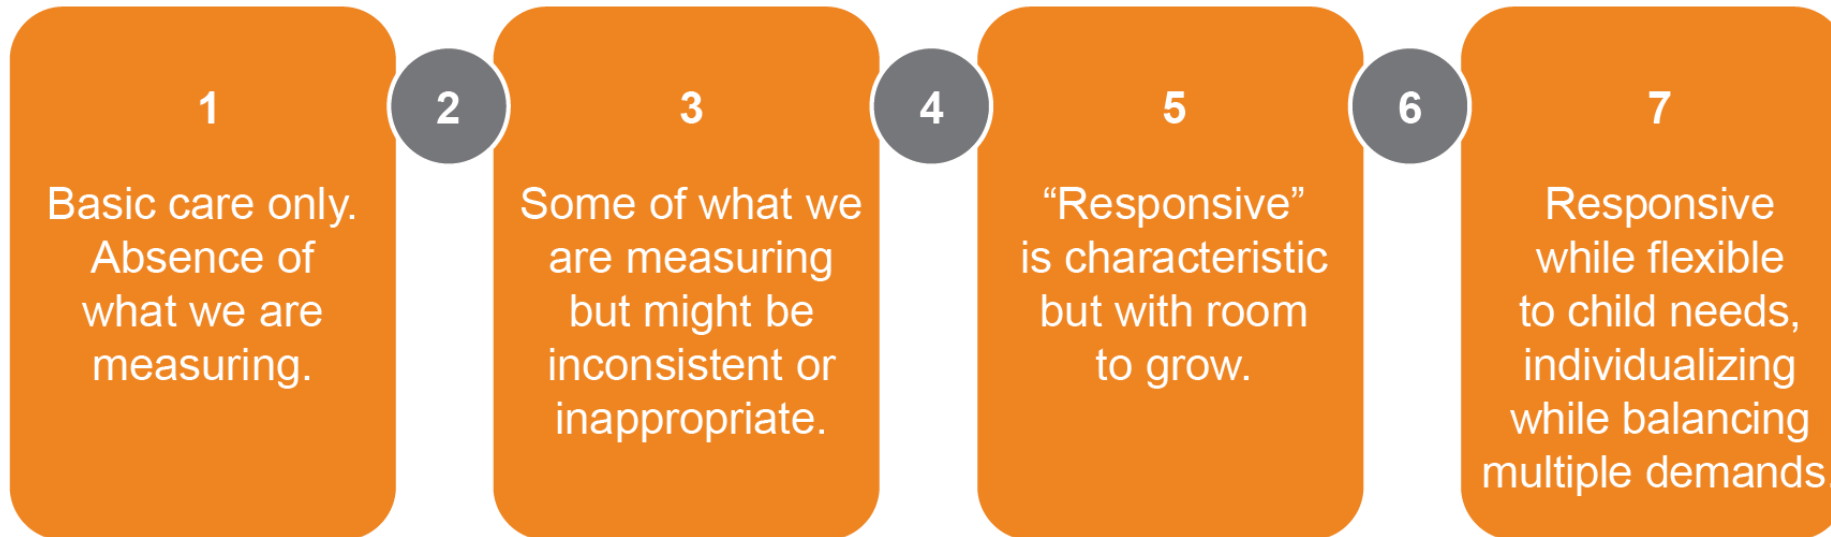 1
Basic care only.
Absence of
what we are
measuring.
2
3
Some of what we
are measuring
but might be
inconsistent or
inappropriate.
4
5
“Responsive”
is characteristic
but with room
to grow.
6
7
Responsive
while flexible
to child needs,
individualizing
while balancing
multiple demands.